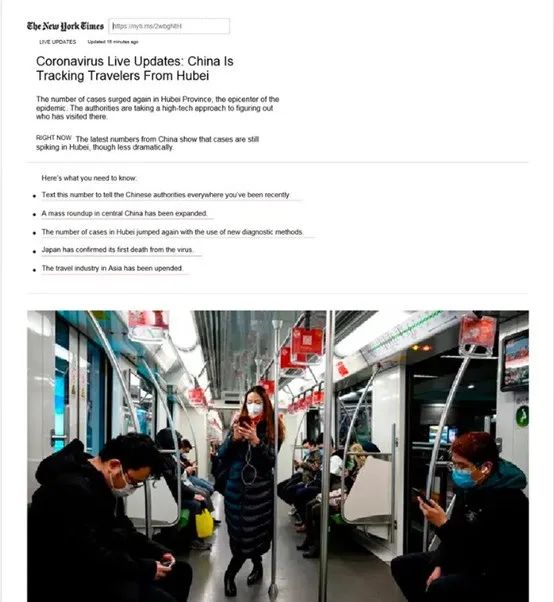 The New York Times
https://nyti.ms/2wbgNtH
LIVE UPDATES Updated 18 minutes ago
Coronavirus Live Updates: China Is
Tracking Travelers From Hubei
The number of cases surged again in Hubei Province, the epicenter of the
epidemic. The authorities are taking a high-tech approach to figuring out
who has visited there.
RIGHT NOW The latest numbers from China show that cases are still
spiking in Hubei, though less dramatically.
Here's what you need to know:
Text this number to tell the Chinese authorities everywhere you've been recently.
A mass roundup in central China has been expanded.
The number of cases in Hubei jumped again with the use of new diagnostic methods.
Japan has confirmed its first death from the virus.
The travel industry in Asia has been upended.